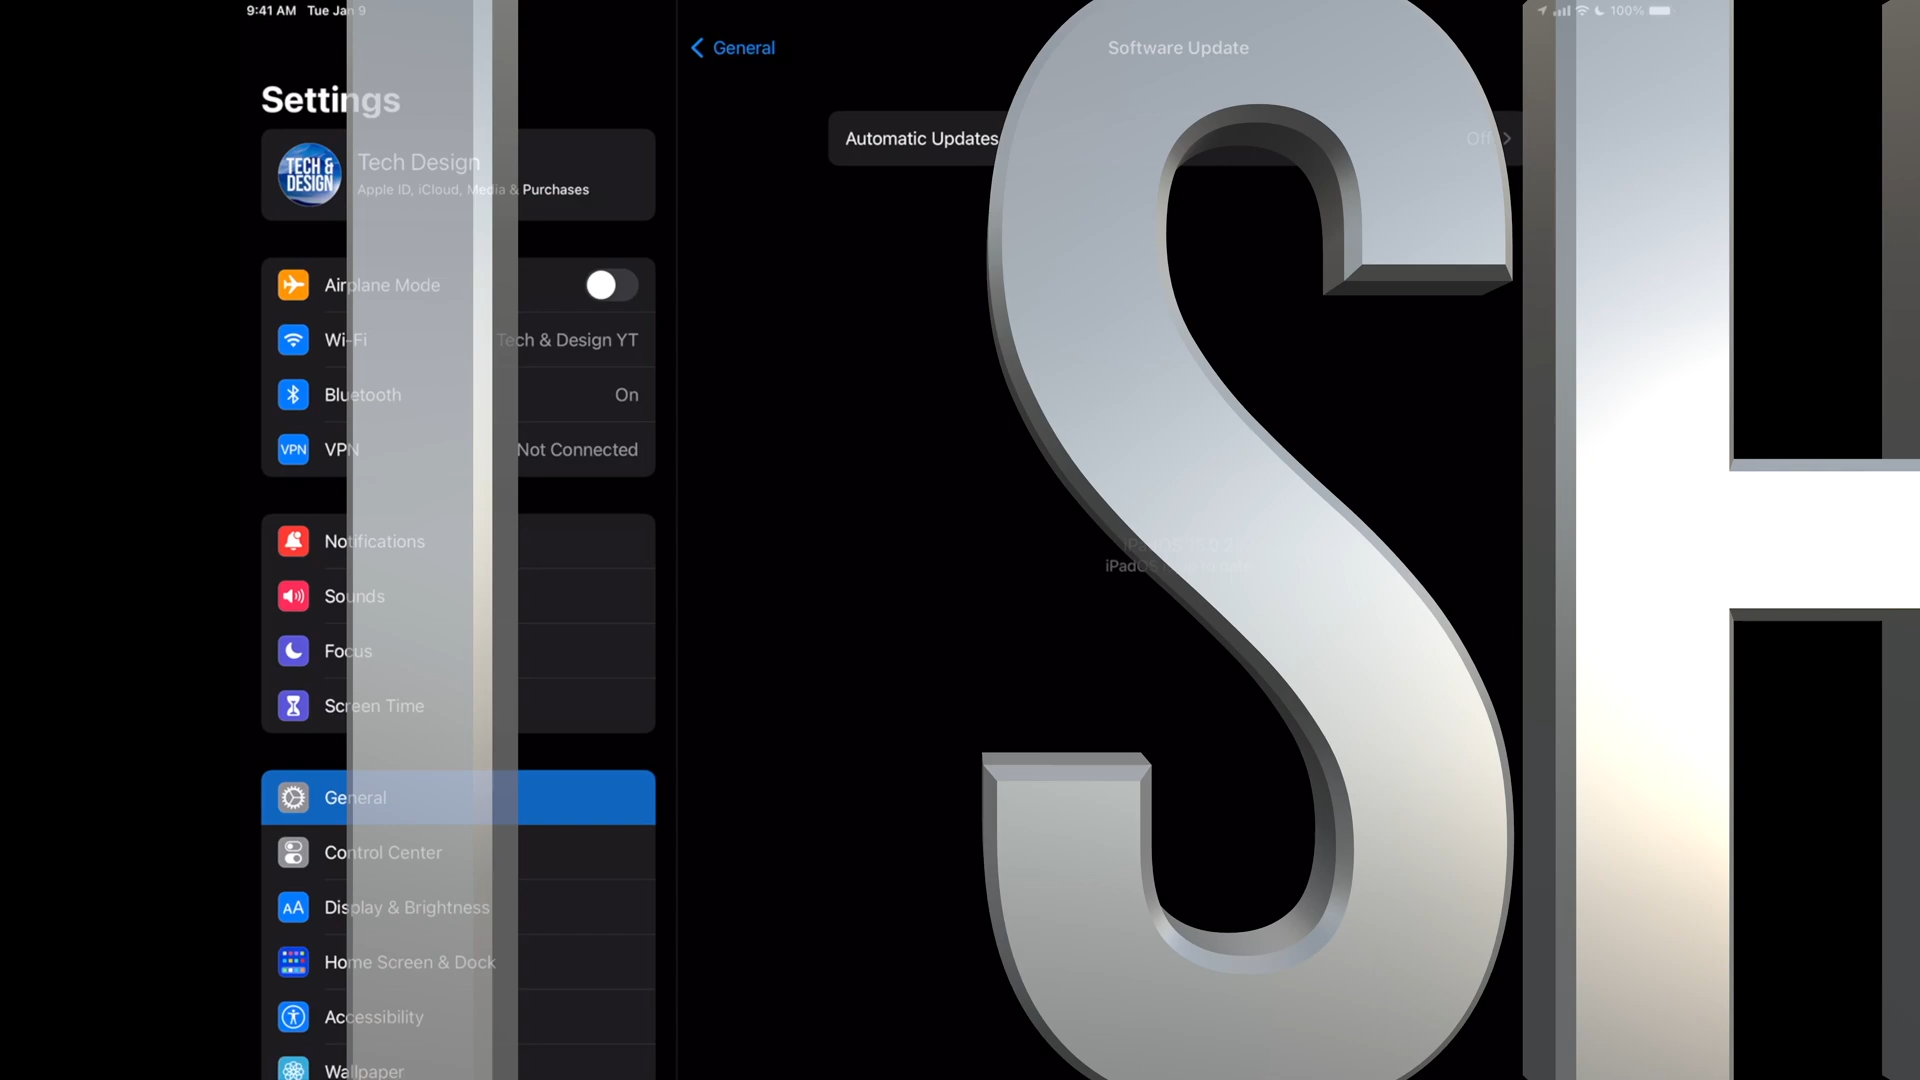 9:41 AM Tue Jan 9
100%
Settings
TECH &
DESIGN
Tech Design
Apple ID, iCloud, Media & Purchases
Airplane Mode
Wi-Fi
Tech & Design YT
Bluetooth
On
VPN
VPN
Not Connected
Notifications
Sounds
Focus
Screen Time
General
Control Center
AA
Display & Brightness
Home Screen & Dock
Accessibility
Wallpaper
General
Software Update
Automatic Updates
Off
iPadOS
SH